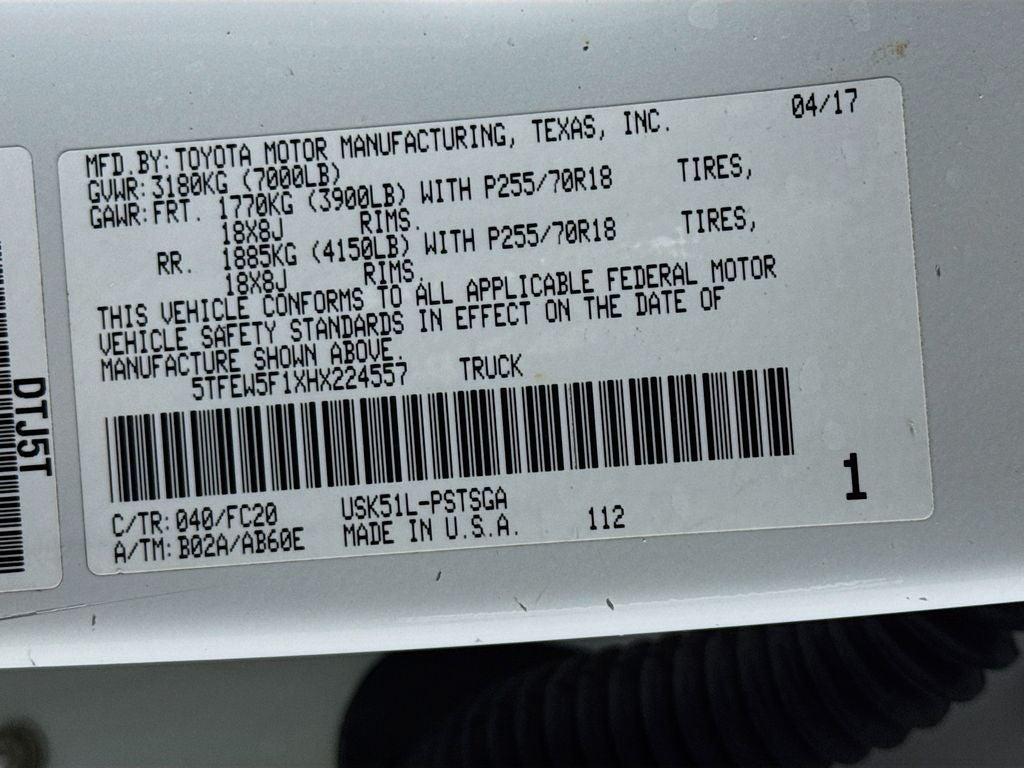 04/17
MFD.BY:TOYOTA MOTOR MANUFACTURING, TEXAS, INC.
GVWR:3180KG (7000LB)
GAWR:FRT. 1770KG (3900LB) WITH P255/70R18 TIRES,
18X8J RIMS.
RR. 1885KG (4150LB) WITH P255/70R18 TIRES,
18X8J RIMS.
THIS VEHICLE CONFORMS TO ALL APPLICABLE FEDERAL MOTOR
VEHICLE SAFETY STANDARDS IN EFFECT ON THE DATE OF
MANUFACTURE SHOWN ABOVE.
5TFEW5F1XHX224557 TRUCK
C/TR:040/FC20 USK51L-PSTSGA
A/TM:B02A/AB60E MADE IN U.S.A. 112
1
DTJ5T